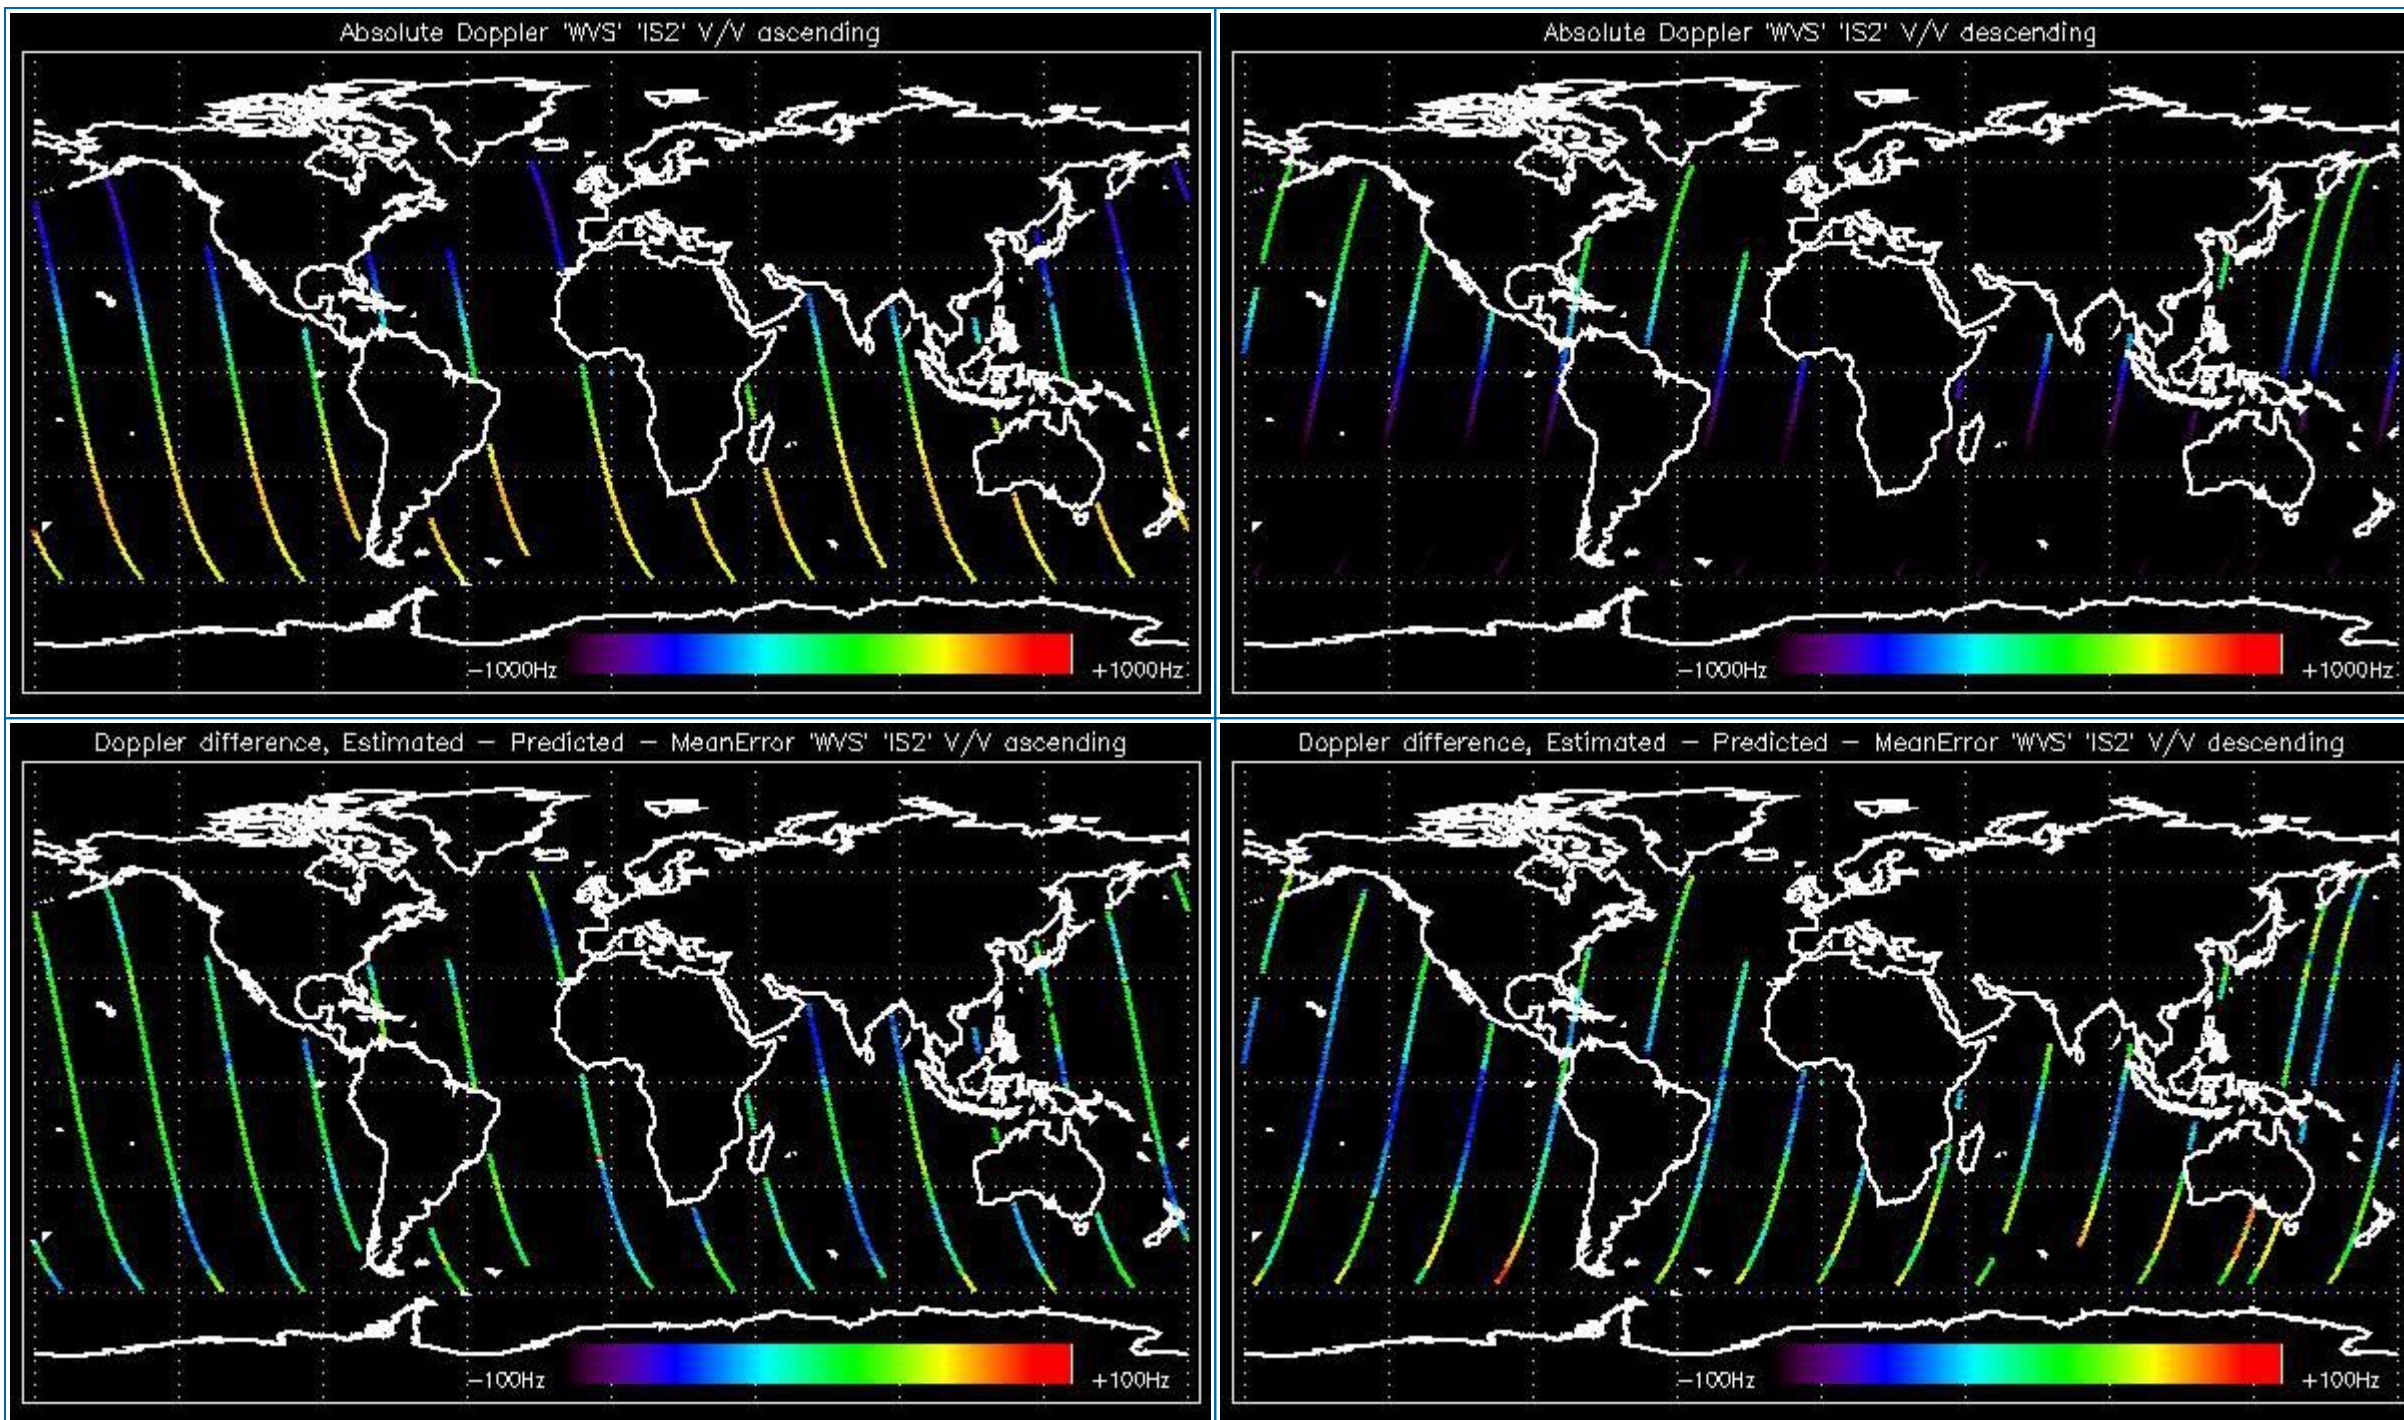 Absolute Doppler 'WVS' 'IS2' V/V ascending
-1000Hz
+1000Hz
Absolute Doppler 'WVS' 'IS2' V/V descending
-1000Hz
+1000Hz
Doppler difference, Estimated - Predicted - MeanError 'WVS' 'IS2' V/V ascending
-100Hz
+100Hz
Doppler difference, Estimated - Predicted - MeanError 'WVS' 'IS2' V/V descending
-100Hz
+100Hz